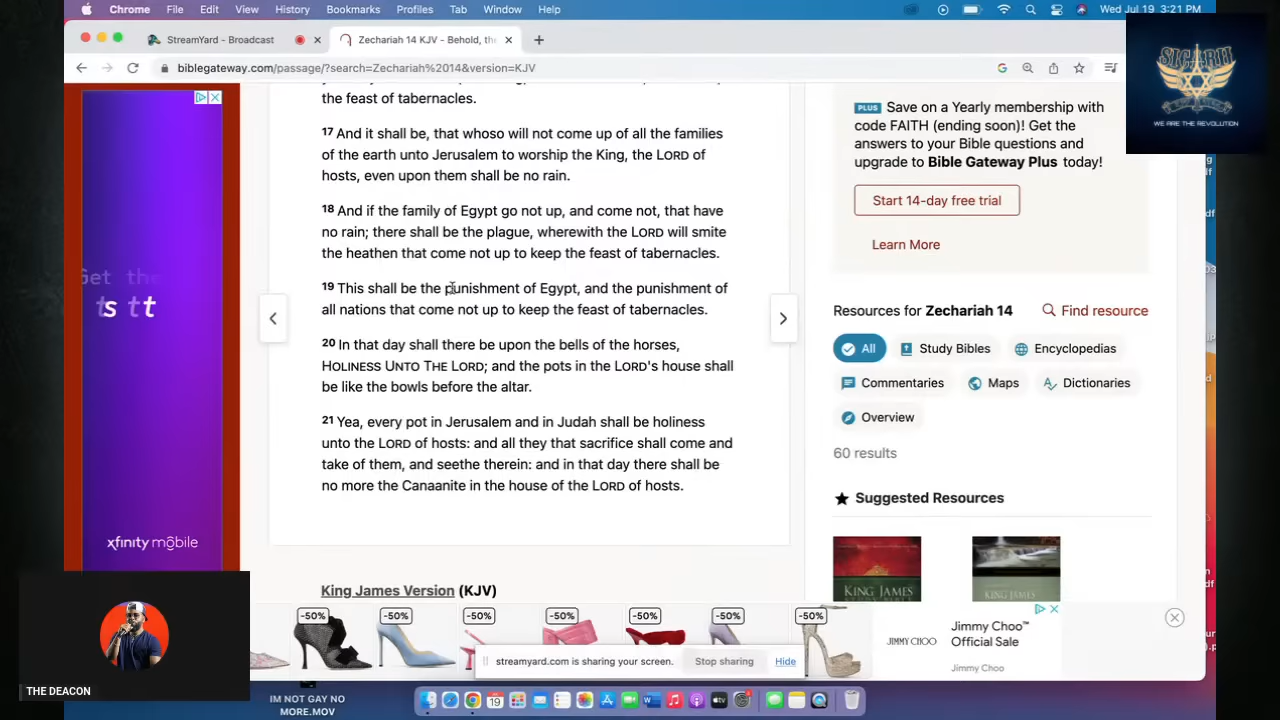 Chrome File Edit View History Bookmarks Profiles Tab Window Help
Wed Jul 19 3:21 PM
StreamYard - Broadcast
Zechariah 14 KJV - Behold, the
biblegateway.com/passage/?search=Zechariah%2014&version=KJV
SICARII
WE ARE THE REVOLUTION
the feast of tabernacles.
17 And it shall be, that whoso will not come up of all the families
of the earth unto Jerusalem to worship the King, the LORD of
hosts, even upon them shall be no rain.
18 And if the family of Egypt go not up, and come not, that have
no rain; there shall be the plague, wherewith the LORD will smite
the heathen that come not up to keep the feast of tabernacles.
19 This shall be the punishment of Egypt, and the punishment of
all nations that come not up to keep the feast of tabernacles.
20 In that day shall there be upon the bells of the horses,
HOLINESS UNTO THE LORD; and the pots in the LORD'S house shall
be like the bowls before the altar.
21 Yea, every pot in Jerusalem and in Judah shall be holiness
unto the LORD of hosts: and all they that sacrifice shall come and
take of them, and seethe therein: and in that day there shall be
no more the Canaanite in the house of the LORD of hosts.
King James Version (KJV)
PLUS Save on a Yearly membership with
code FAITH (ending soon)! Get the
answers to your Bible questions and
upgrade to Bible Gateway Plus today!
Start 14-day free trial
Learn More
Resources for Zechariah 14
Find resource
All Study Bibles Encyclopedias
Commentaries Maps Dictionaries
Overview
60 results
Suggested Resources
KING JAMES
KING JAMES
Get the
ts tt
xfinity mobile
-50% -50% -50% -50% -50% -50% -50%
JIMMY CHOO
Jimmy Choo™
Official Sale
Jimmy Choo
streamyard.com is sharing your screen.
Stop sharing
Hide
THE DEACON
IM NOT GAY NO
MORE.MOV
19